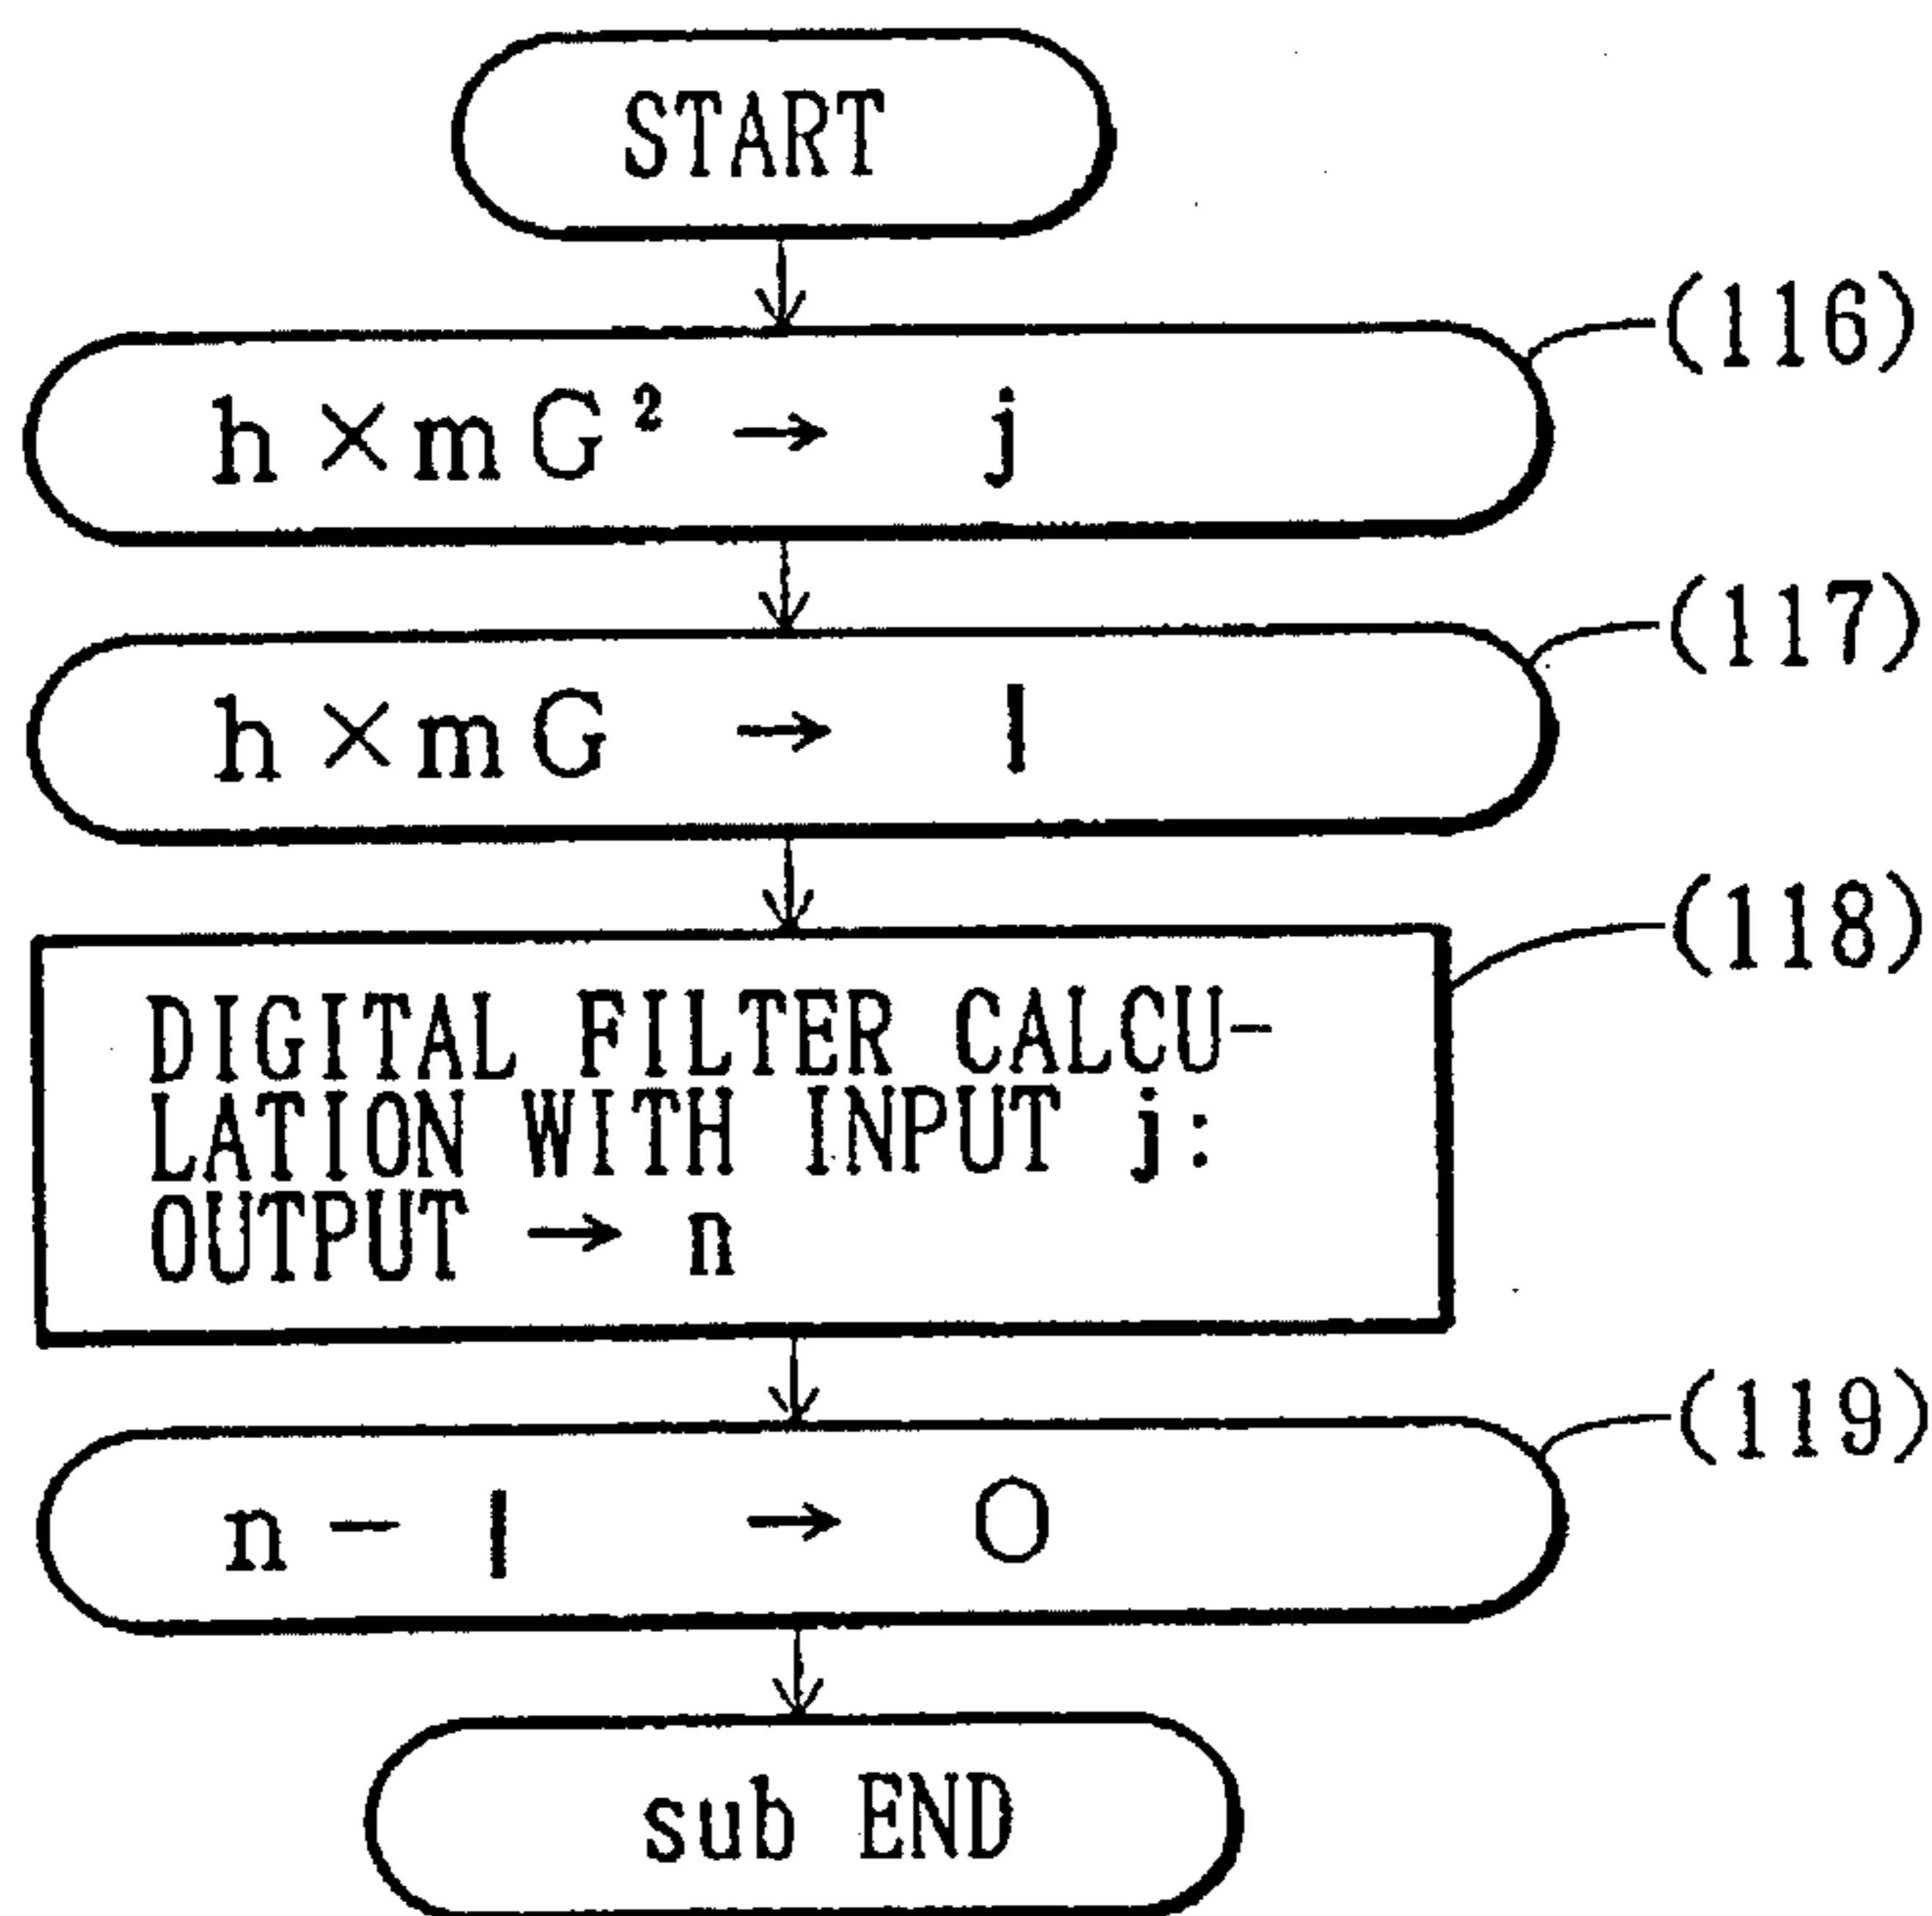 START
(116)
h×mG² → j
(117)
h×mG → l
(118)
DIGITAL FILTER CALCU-
LATION WITH INPUT j:
OUTPUT → n
(119)
n- l → O
sub END